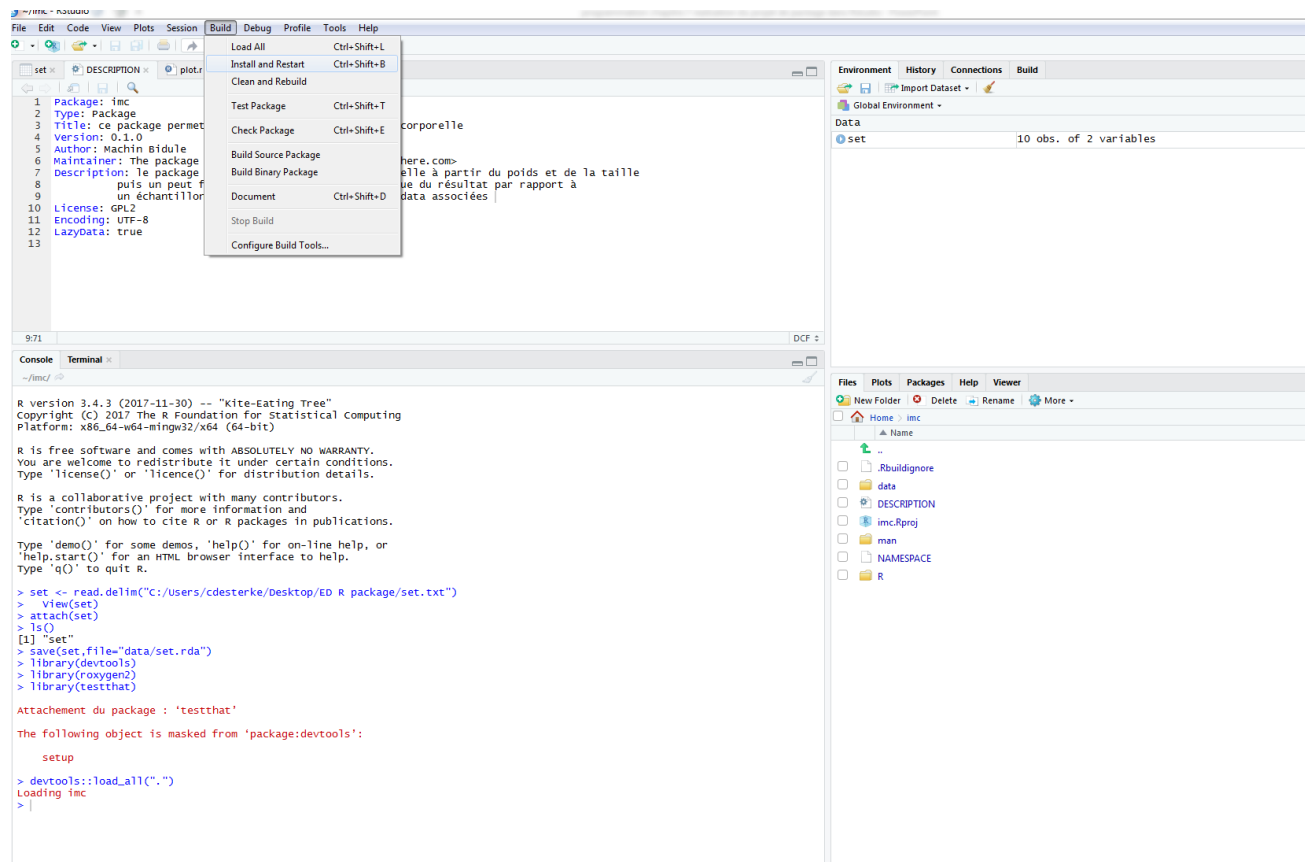 ~/imc - RStudio
File Edit Code View Plots Session Build Debug Profile Tools Help
Load All Ctrl+Shift+L
Install and Restart Ctrl+Shift+B
Clean and Rebuild
Test Package Ctrl+Shift+T
Check Package Ctrl+Shift+E
Build Source Package
Build Binary Package
Document Ctrl+Shift+D
Stop Build
Configure Build Tools...
set DESCRIPTION plot.r
1 Package: imc
2 Type: Package
3 Title: ce package permet corporelle
4 Version: 0.1.0
5 Author: Machin Bidule
6 Maintainer: The package here.com>
7 Description: le package elle à partir du poids et de la taille
8 puis un peut f ue du résultat par rapport à
9 un échantillon data associées
10 License: GPL2
11 Encoding: UTF-8
12 LazyData: true
13
9:71 DCF
Console Terminal
~/imc/
R version 3.4.3 (2017-11-30) -- "Kite-Eating Tree"
Copyright (C) 2017 The R Foundation for Statistical Computing
Platform: x86_64-w64-mingw32/x64 (64-bit)
R is free software and comes with ABSOLUTELY NO WARRANTY.
You are welcome to redistribute it under certain conditions.
Type 'license()' or 'licence()' for distribution details.
R is a collaborative project with many contributors.
Type 'contributors()' for more information and
'citation()' on how to cite R or R packages in publications.
Type 'demo()' for some demos, 'help()' for on-line help, or
'help.start()' for an HTML browser interface to help.
Type 'q()' to quit R.
> set <- read.delim("C:/Users/cdesterke/Desktop/ED R package/set.txt")
> View(set)
> attach(set)
> ls()
[1] "set"
> save(set,file="data/set.rda")
> library(devtools)
> library(roxygen2)
> library(testthat)
Attachement du package : ‘testthat’
The following object is masked from ‘package:devtools’:
setup
> devtools::load_all(".")
Loading imc
>
Environment History Connections Build
Import Dataset
Global Environment
Data
set 10 obs. of 2 variables
Files Plots Packages Help Viewer
New Folder Delete Rename More
Home imc
Name
..
.Rbuildignore
data
DESCRIPTION
imc.Rproj
man
NAMESPACE
R